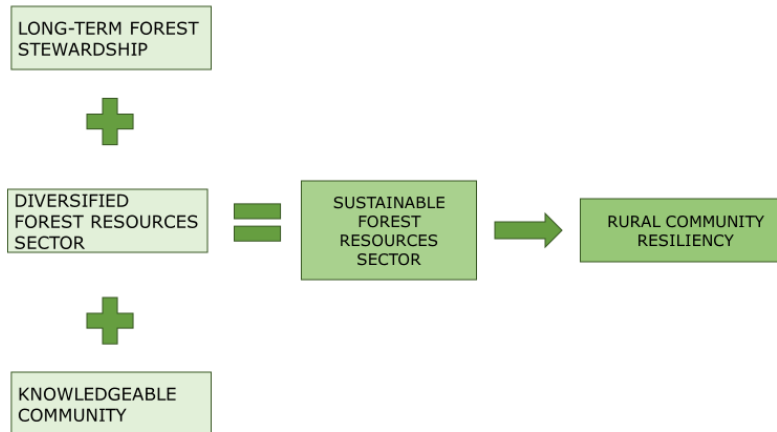 LONG-TERM FOREST
STEWARDSHIP
DIVERSIFIED
FOREST RESOURCES
SECTOR
SUSTAINABLE
FOREST
RESOURCES
SECTOR
RURAL COMMUNITY
RESILIENCY
KNOWLEDGEABLE
COMMUNITY